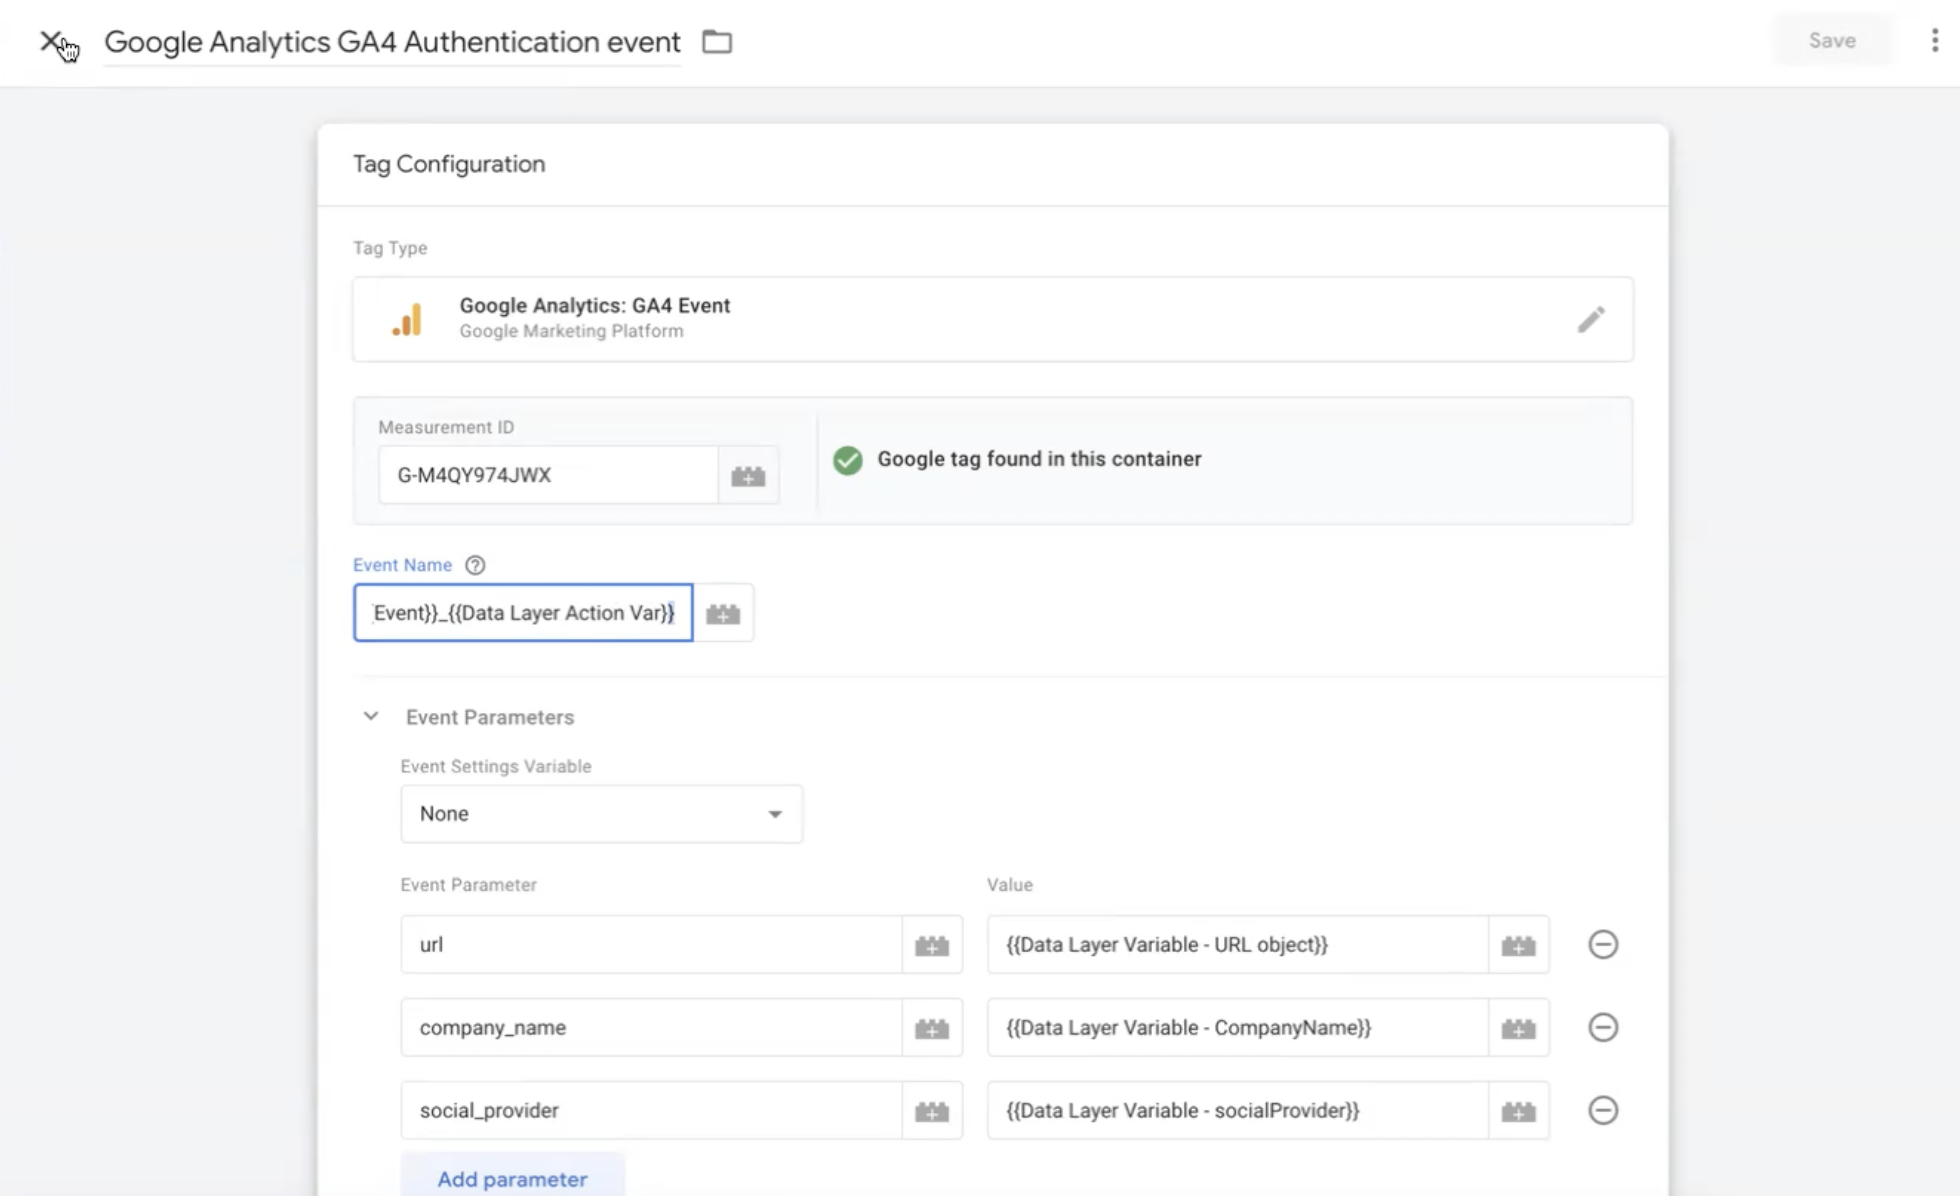 Google Analytics GA4 Authentication event
Save
Tag Configuration
Tag Type
Google Analytics: GA4 Event
Google Marketing Platform
Measurement ID
G-M4QY974JWX
Google tag found in this container
Event Name
Event}}_{{Data Layer Action Var}}
Event Parameters
Event Settings Variable
None
Event Parameter Value
url {{Data Layer Variable - URL object}}
company_name {{Data Layer Variable - CompanyName}}
social_provider {{Data Layer Variable - socialProvider}}
Add parameter